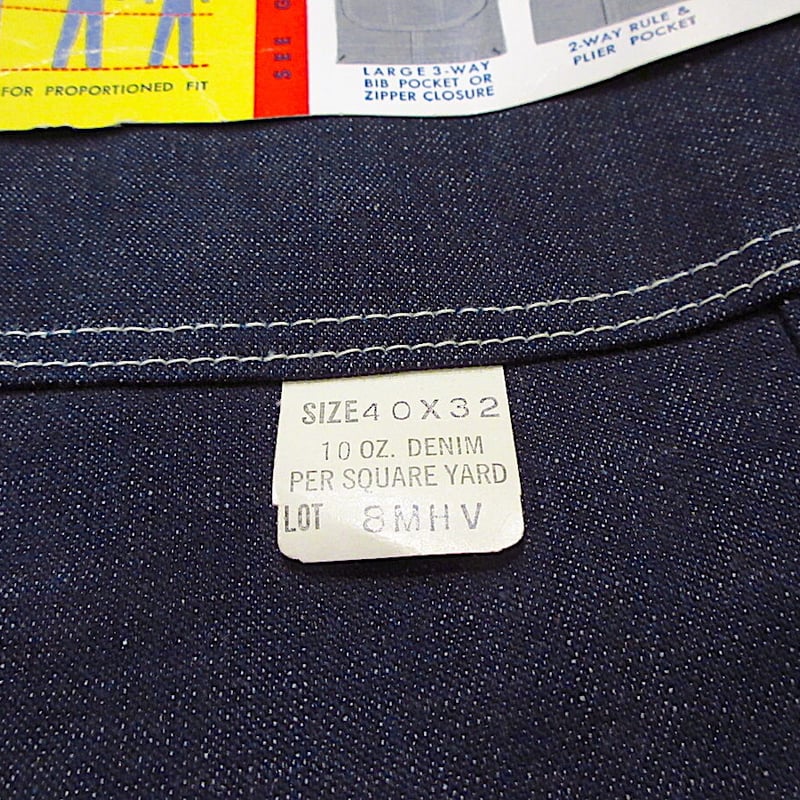 FOR PROPORTIONED FIT
SEE
LARGE 3-WAY
BIB POCKET OR
ZIPPER CLOSURE
2-WAY RULE &
PLIER POCKET
SIZE 40X32
10 OZ. DENIM
PER SQUARE YARD
LOT 8MHV